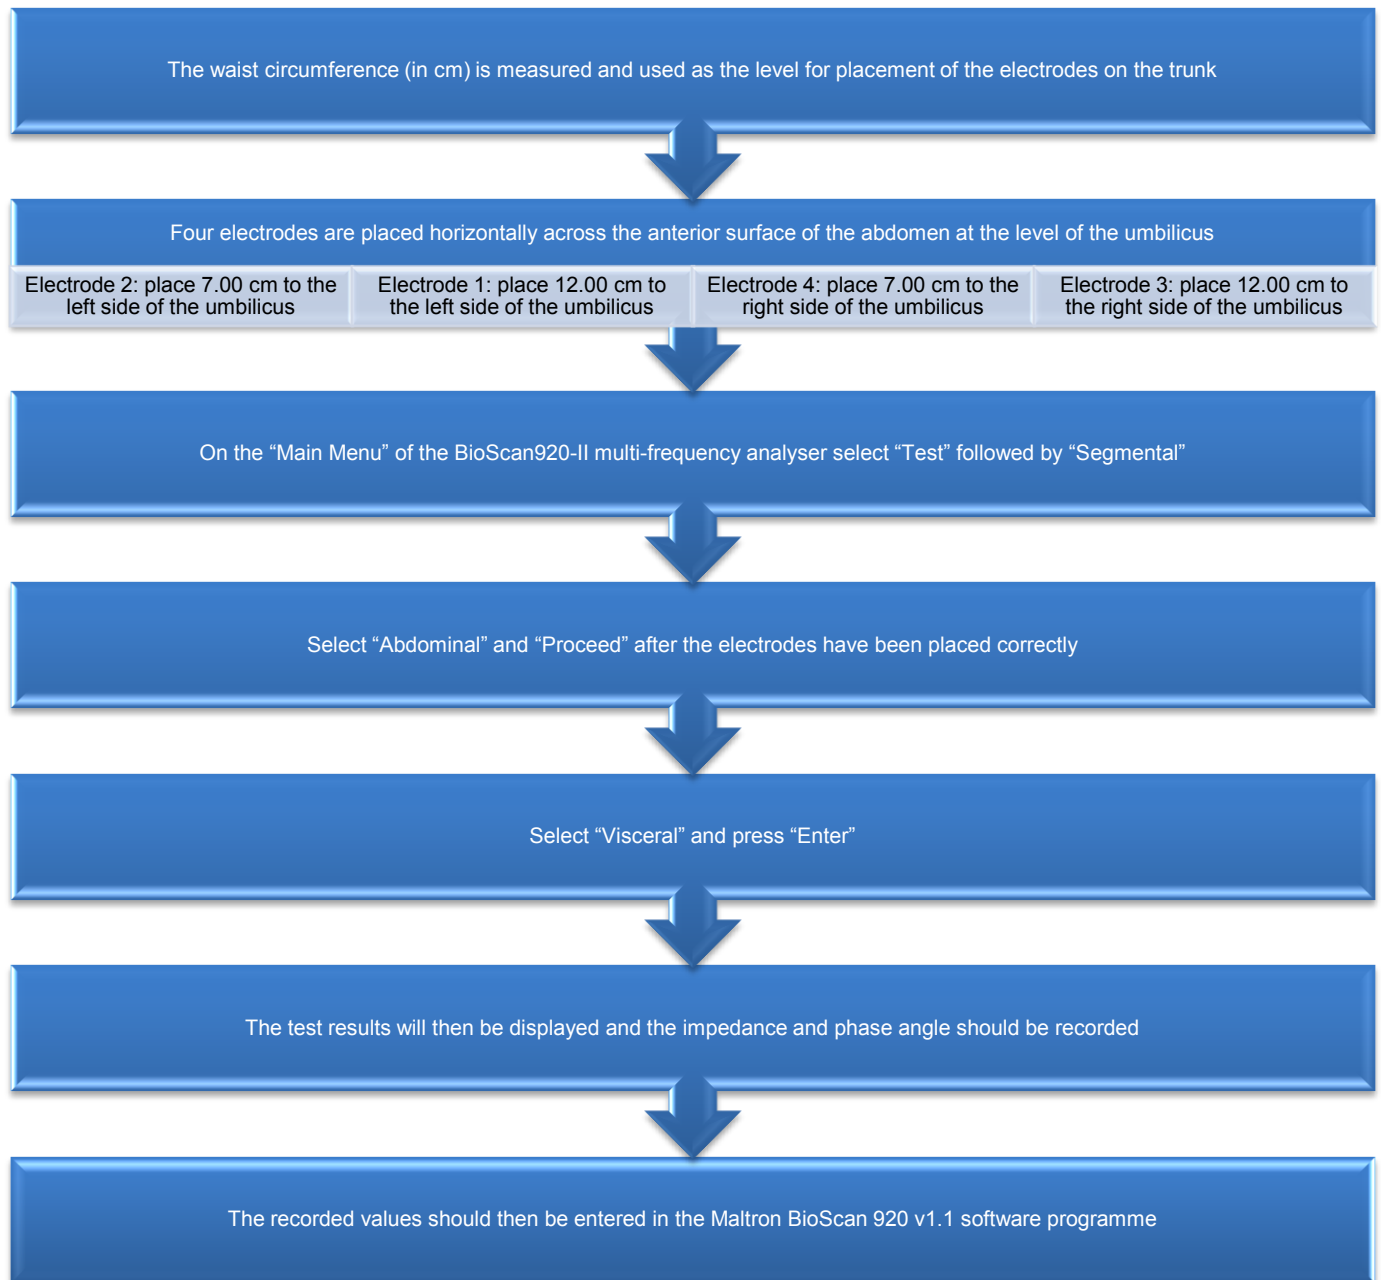 The waist circumference (in cm) is measured and used as the level for placement of the electrodes on the trunk
Four electrodes are placed horizontally across the anterior surface of the abdomen at the level of the umbilicus
Electrode 2: place 7.00 cm to the
left side of the umbilicus
Electrode 1: place 12.00 cm to
the left side of the umbilicus
Electrode 4: place 7.00 cm to the
right side of the umbilicus
Electrode 3: place 12.00 cm to
the right side of the umbilicus
On the “Main Menu” of the BioScan920-II multi-frequency analyser select “Test” followed by “Segmental”
Select “Abdominal” and “Proceed” after the electrodes have been placed correctly
Select “Visceral” and press “Enter”
The test results will then be displayed and the impedance and phase angle should be recorded
The recorded values should then be entered in the Maltron BioScan 920 v1.1 software programme